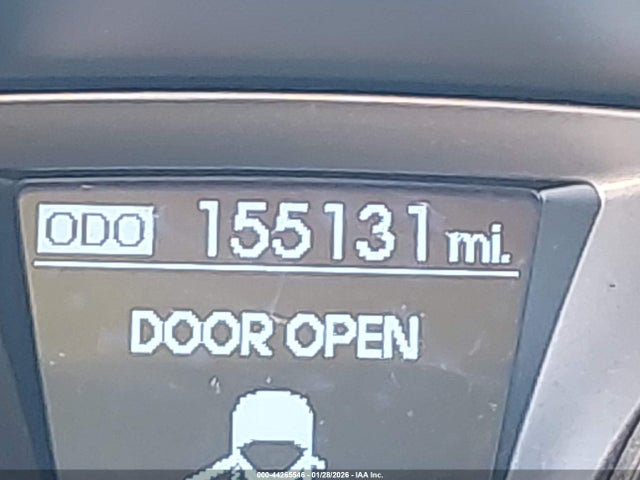 ODO 155131 mi.
DOOR OPEN
000-44265546 - 01/28/2026 - IAA Inc.